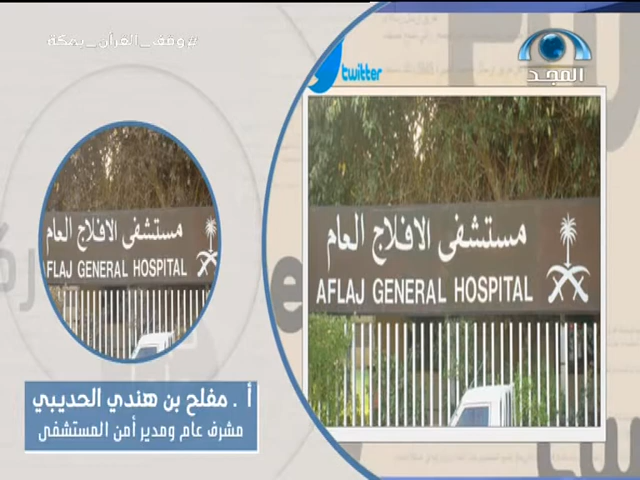 #وقف_القرآن_بمكة
المجد
twitter
مستشفى الافلاج العام
AFLAJ GENERAL HOSPITAL
مستشفى الافلاج العام
AFLAJ GENERAL HOSPITAL
أ . مفلح بن هندي الحديبي
مشرف عام ومدير أمن المستشفى